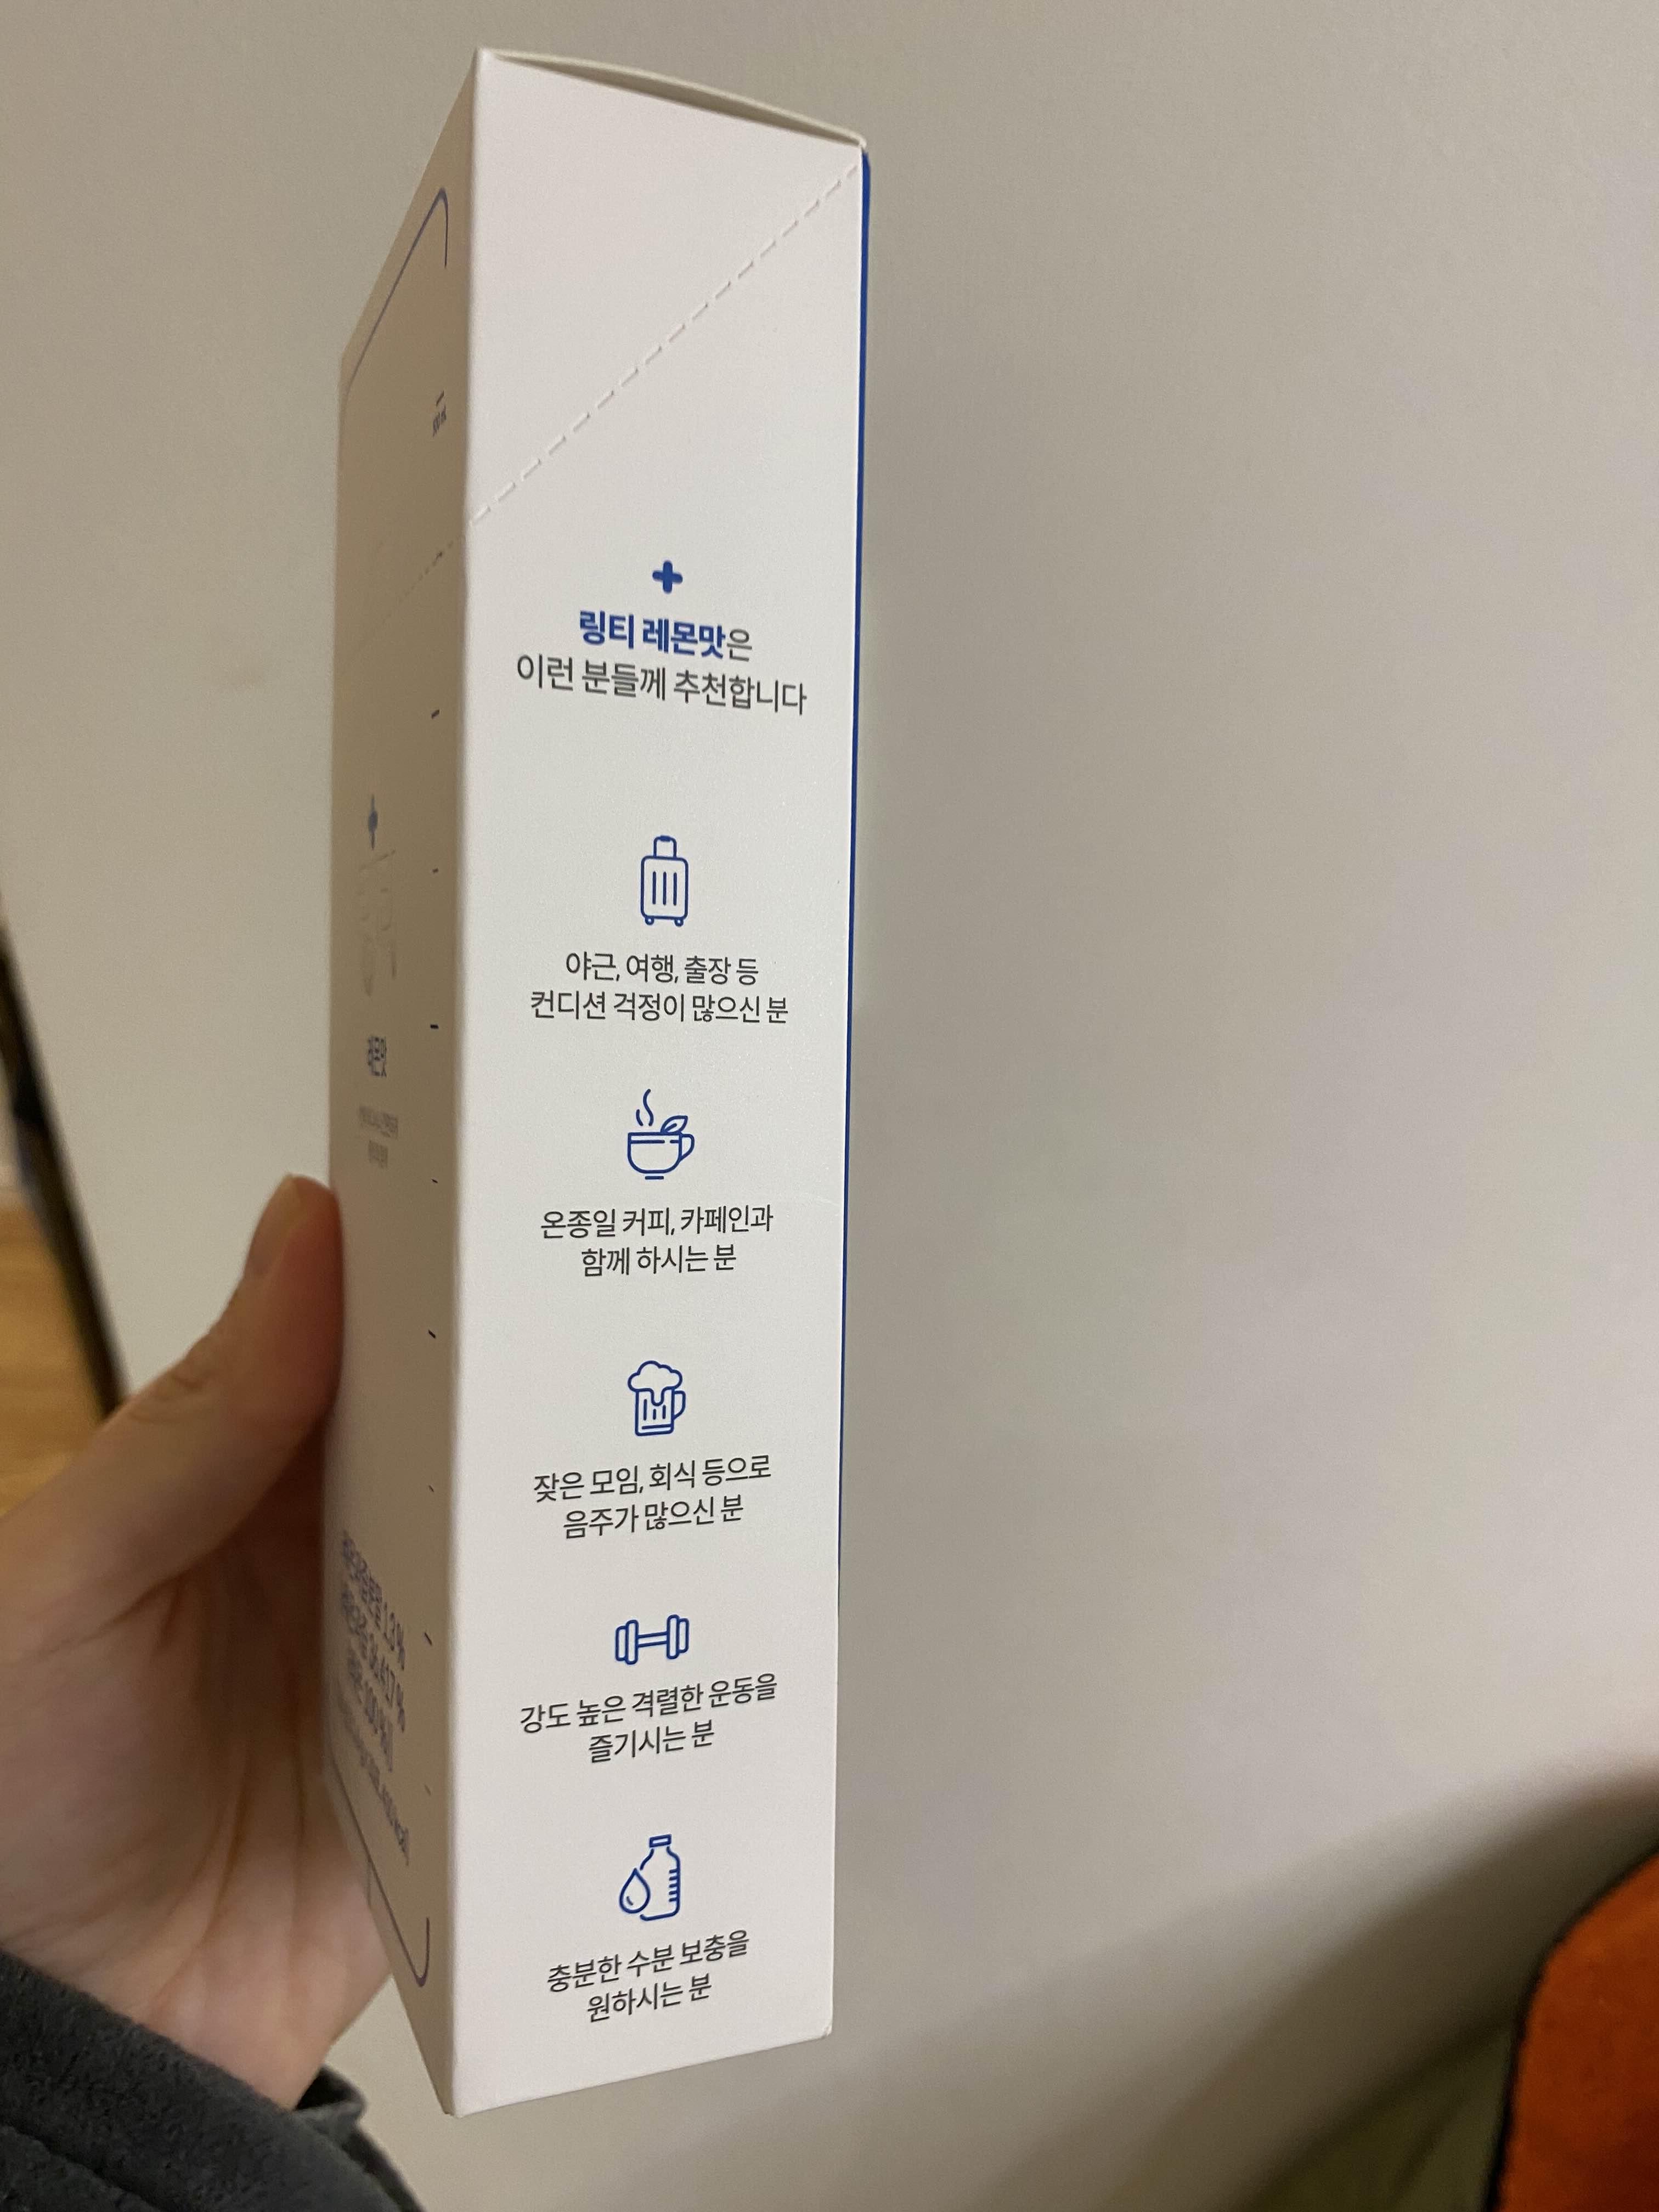 링티 레몬맛은
이런 분들께 추천합니다
야근, 여행, 출장 등
컨디션 걱정이 많으신 분
온종일 커피, 카페인과
함께 하시는 분
잦은 모임, 회식 등으로
음주가 많으신 분
강도 높은 격렬한 운동을
즐기시는 분
충분한 수분 보충을
원하시는 분
레몬맛